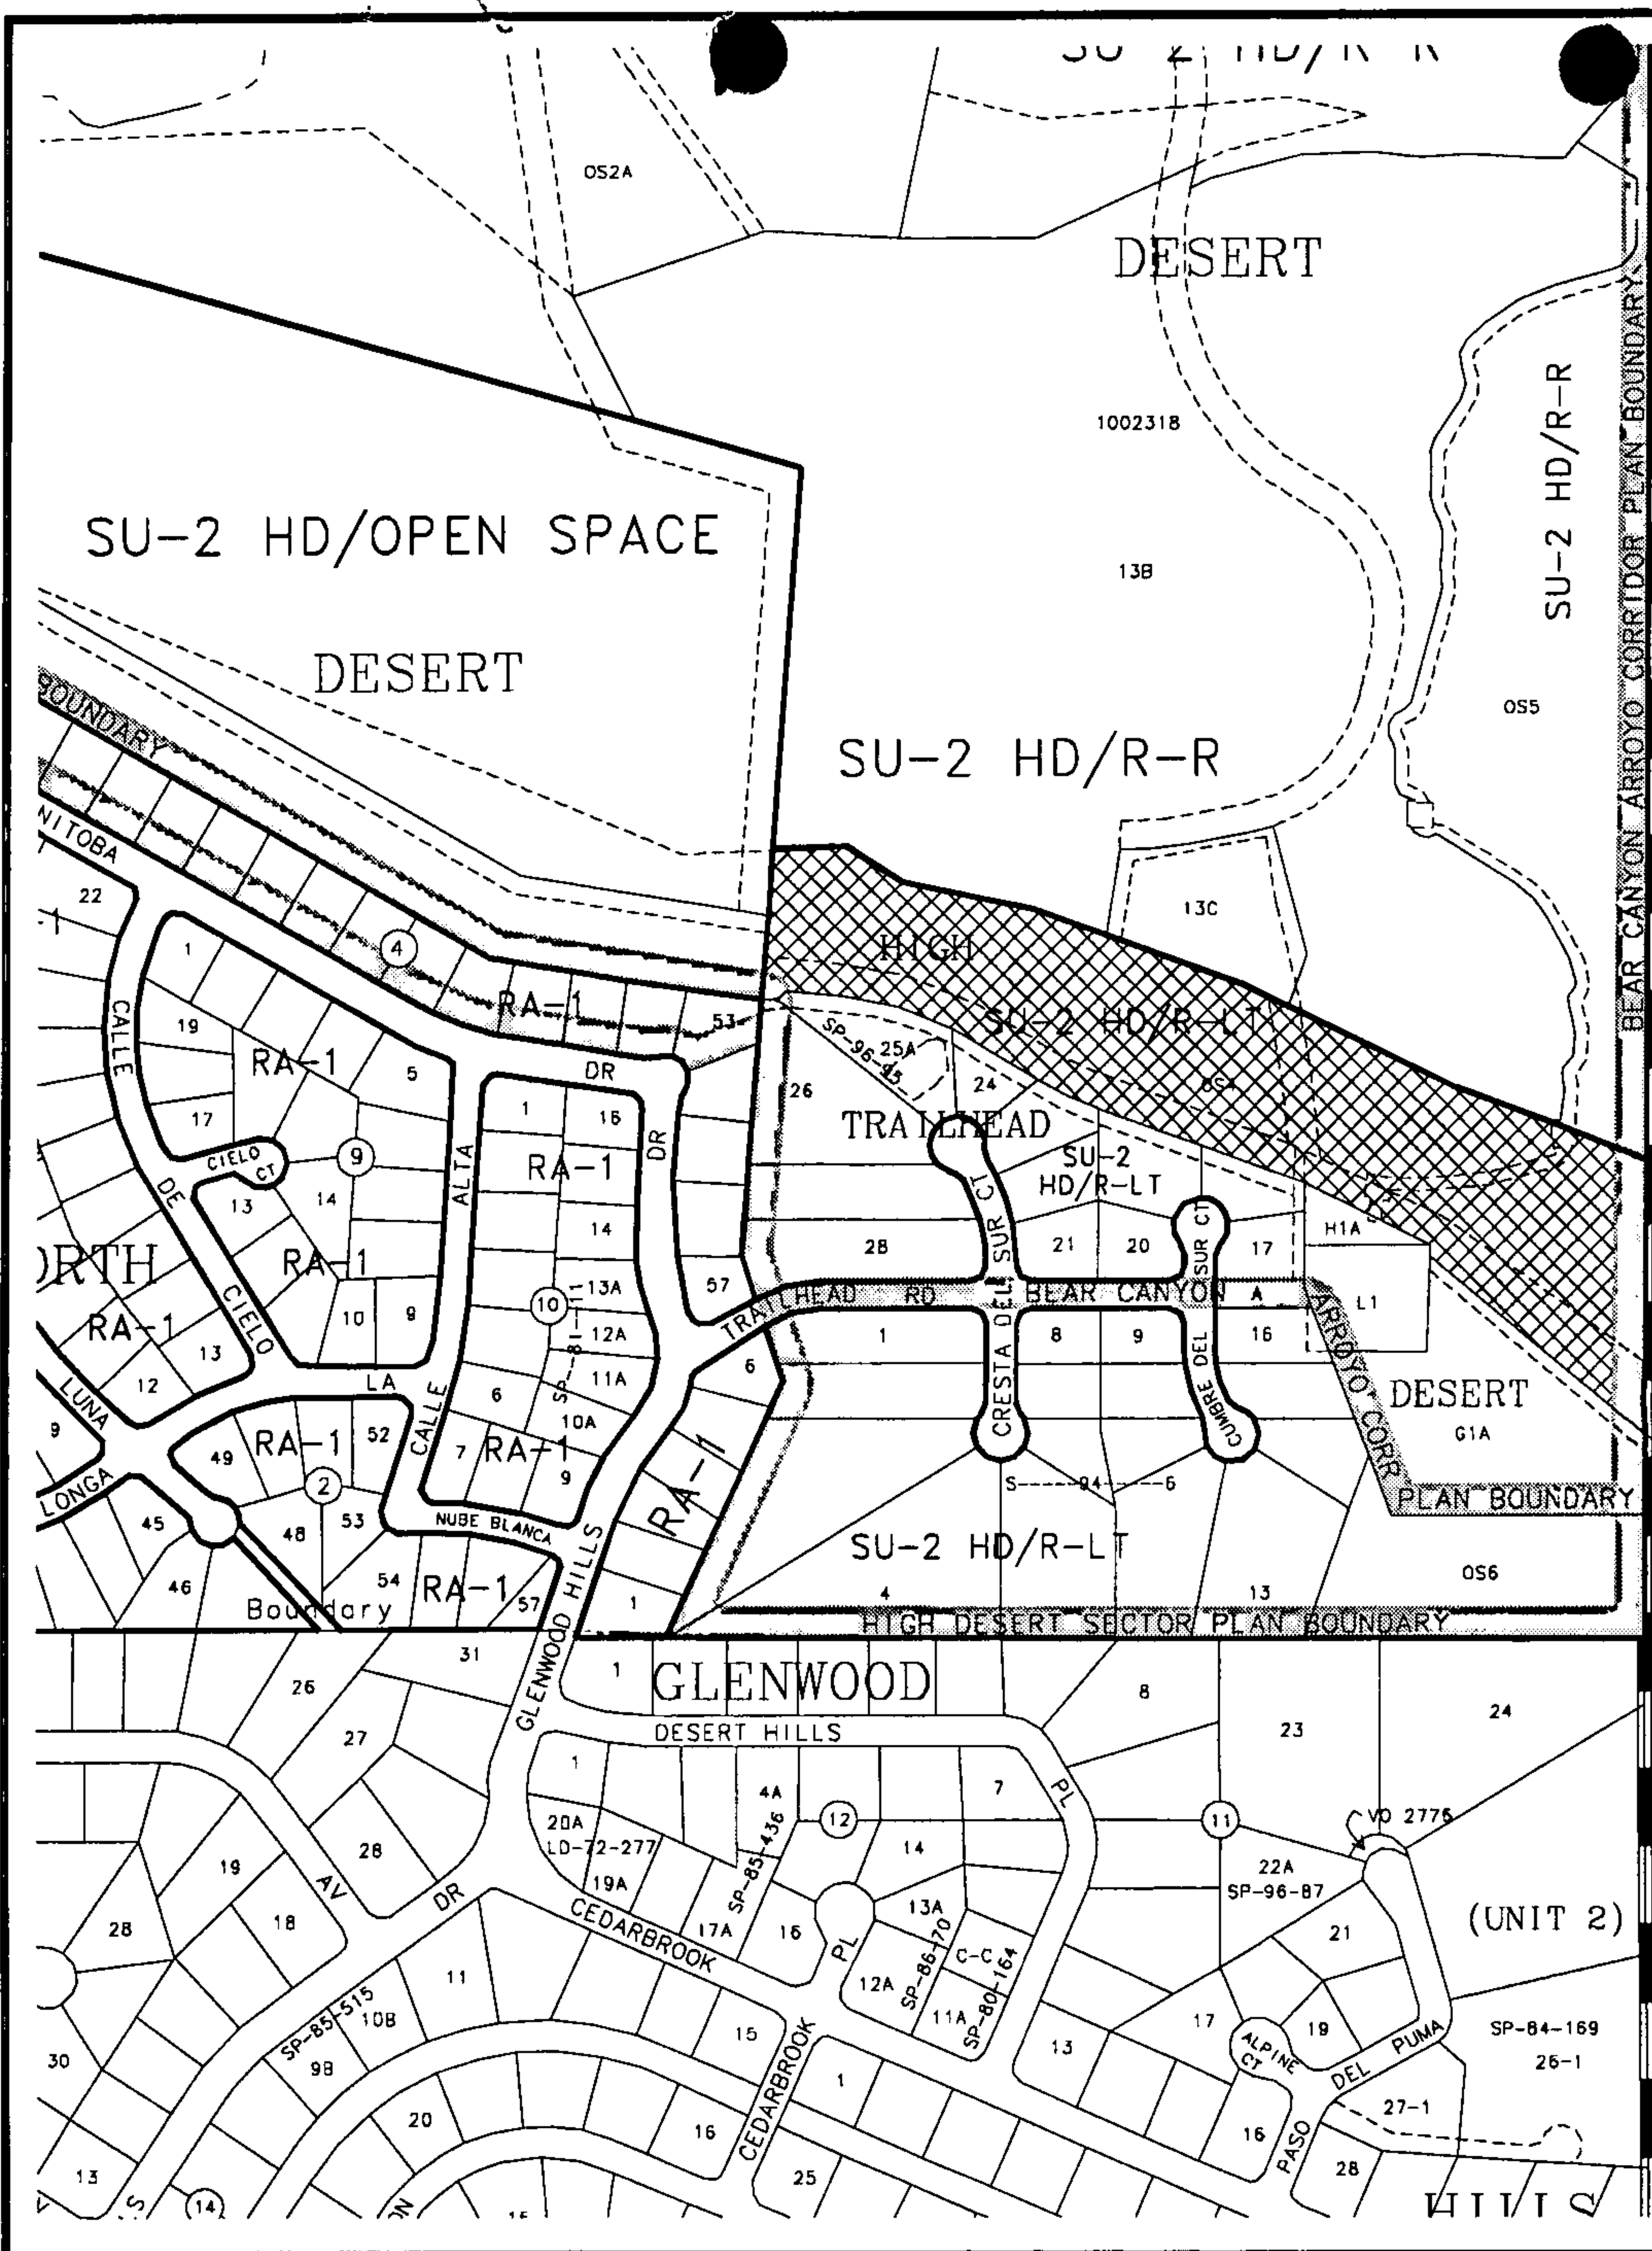 SU-2 HD/R-R
OS2A
DESERT
1002318
SU-2 HD/R-R
BEAR CANYON ARROYO CORRIDOR PLAN BOUNDARY
SU-2 HD/OPEN SPACE
13B
DESERT
OS5
BOUNDARY
SU-2 HD/R-R
NITOBA
22
-1
13C
1
4
HIGH
CALLE
RA-1
53
SU-2 HD/R-LT
19
RA-1
5
DR
SP-96-95
25A
24
26
OS4
17
1
16
TRAILHEAD
CIELO
CT
9
DR
RA-1
SU-2
HD/R-LT
DE
13
14
ALTA
14
SUR CT
SUR CT
H1A
ORTH
RA-1
28
21
20
17
13A
57
TRAILHEAD RD
BEAR CANYON
A
L1
RA-1
CIELO
10
9
10
SP-81-11
12A
1
8
9
16
ARROYO CORR
13
12
LA
6
11A
6
CRESTA DEL
CUMBRE DEL
DESERT
LUNA
CALLE
10A
G1A
9
49
RA-1
52
7
RA-1
9
RA-1
LONGA
2
S-----94-----6
PLAN BOUNDARY
45
48
53
NUBE BLANCA
SU-2 HD/R-LT
46
54
RA-1
57
1
4
13
OS6
Boundary
HIGH DESERT SECTOR PLAN BOUNDARY
GLENWOOD HILLS
31
1
GLENWOOD
26
8
24
DESERT HILLS
23
27
1
4A
7
PL
12
11
VO 2776
20A
LD-72-277
SP-85-436
28
14
22A
SP-96-87
19
AV
19A
DR
13A
(UNIT 2)
28
18
CEDARBROOK
17A
16
PL
21
SP-86-70
C-C
11
12A
SP-85-515
10B
11A
SP-80-164
17
19
PUMA
SP-84-169
15
13
ALPINE
CT
30
9B
DEL
26-1
CEDARBROOK
1
20
27-1
16
16
PASO
13
25
28
S
14
ON
15
HILLS